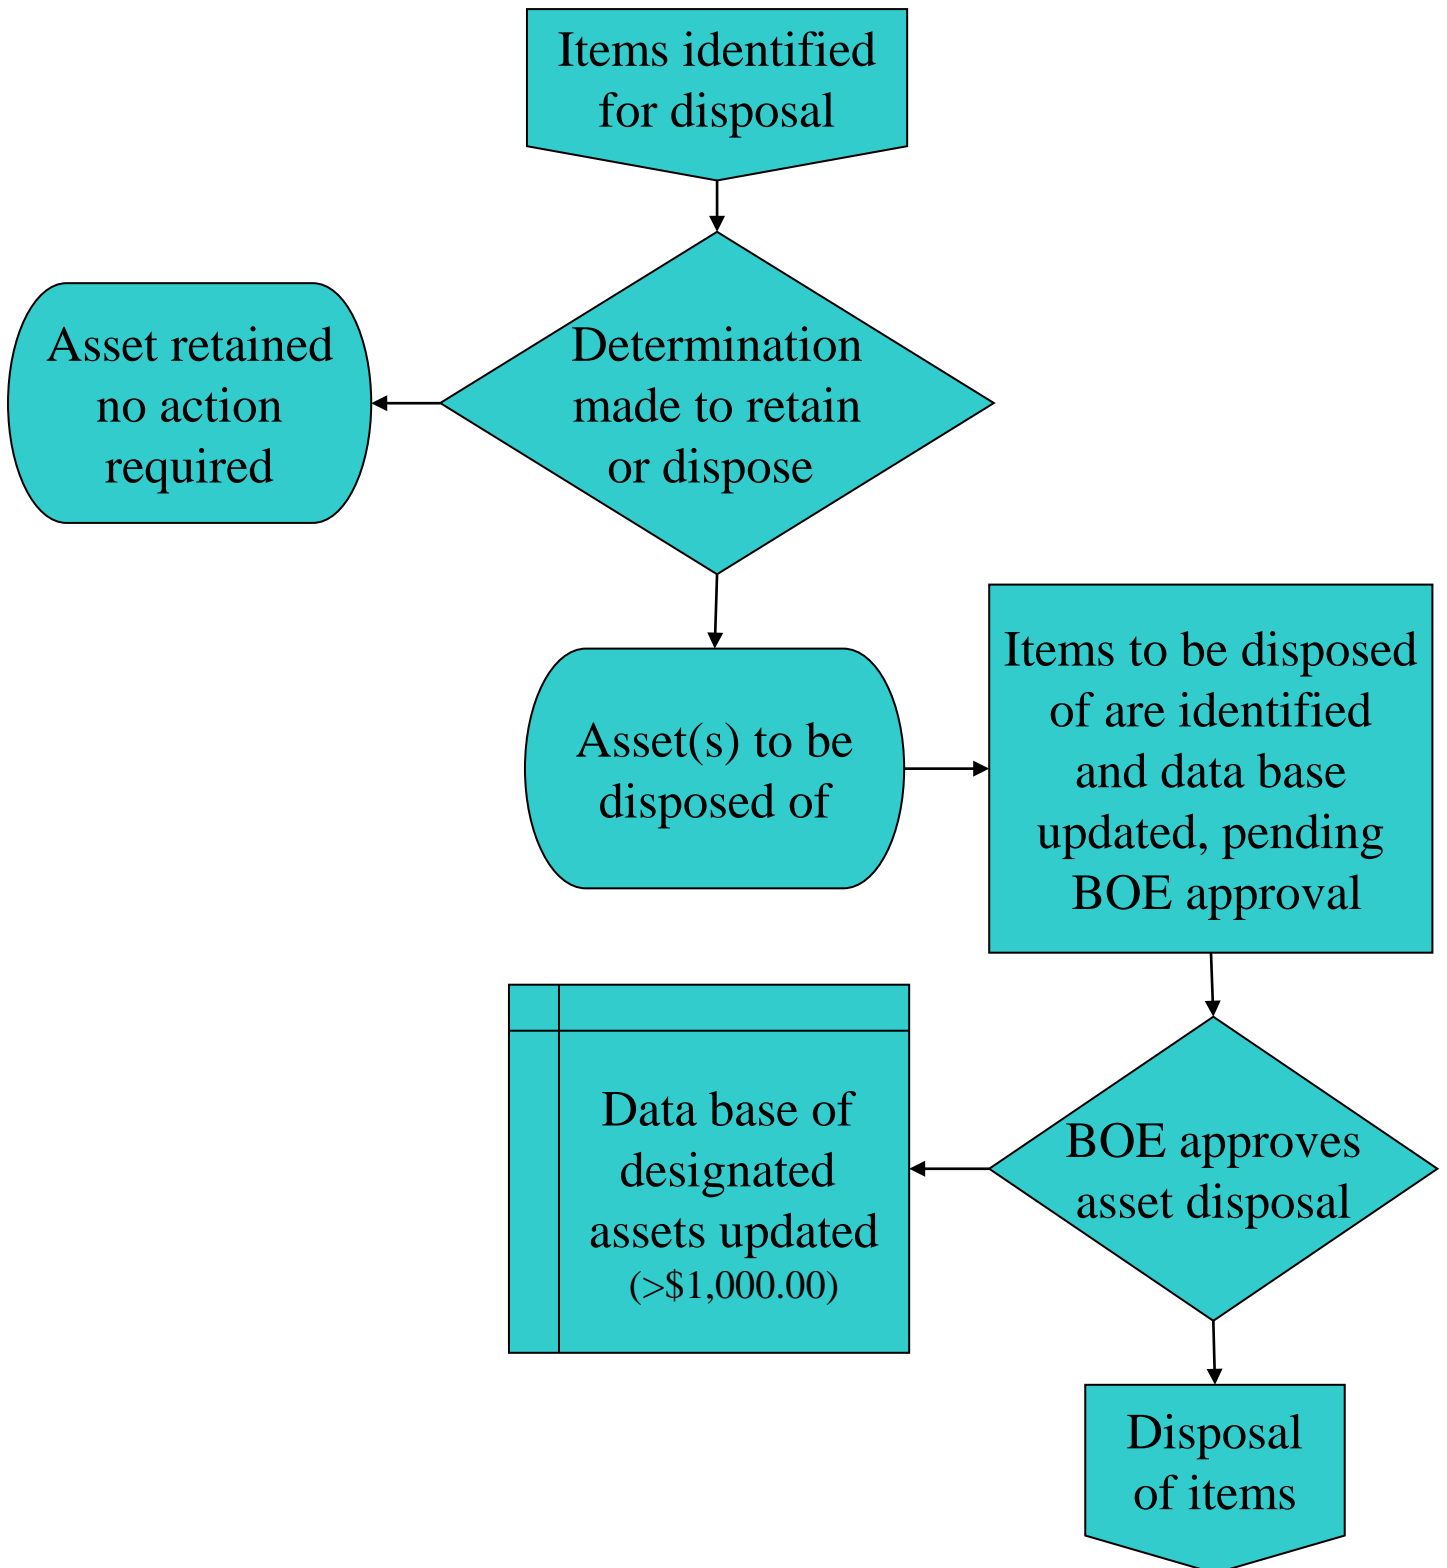 Items identified
for disposal
Asset retained
no action
required
Determination
made to retain
or dispose
Asset(s) to be
disposed of
Items to be disposed
of are identified
and data base
updated, pending
BOE approval
Data base of
designated
assets updated
(>$1,000.00)
BOE approves
asset disposal
Disposal
of items